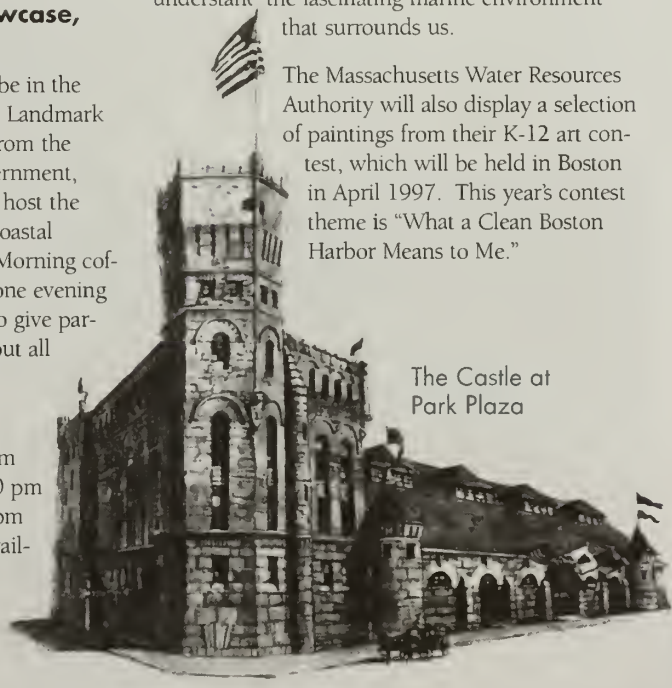 wcase,
be in the
Landmark
rom the
ernment,
host the
oastal
Morning cof-
one evening
o give par-
out all
m
0 pm
pm
ail-
the fascinating marine environment
that surrounds us.
The Massachusetts Water Resources
Authority will also display a selection
of paintings from their K-12 art con-
test, which will be held in Boston
in April 1997. This year's contest
theme is “What a Clean Boston
Harbor Means to Me.”
The Castle at
Park Plaza